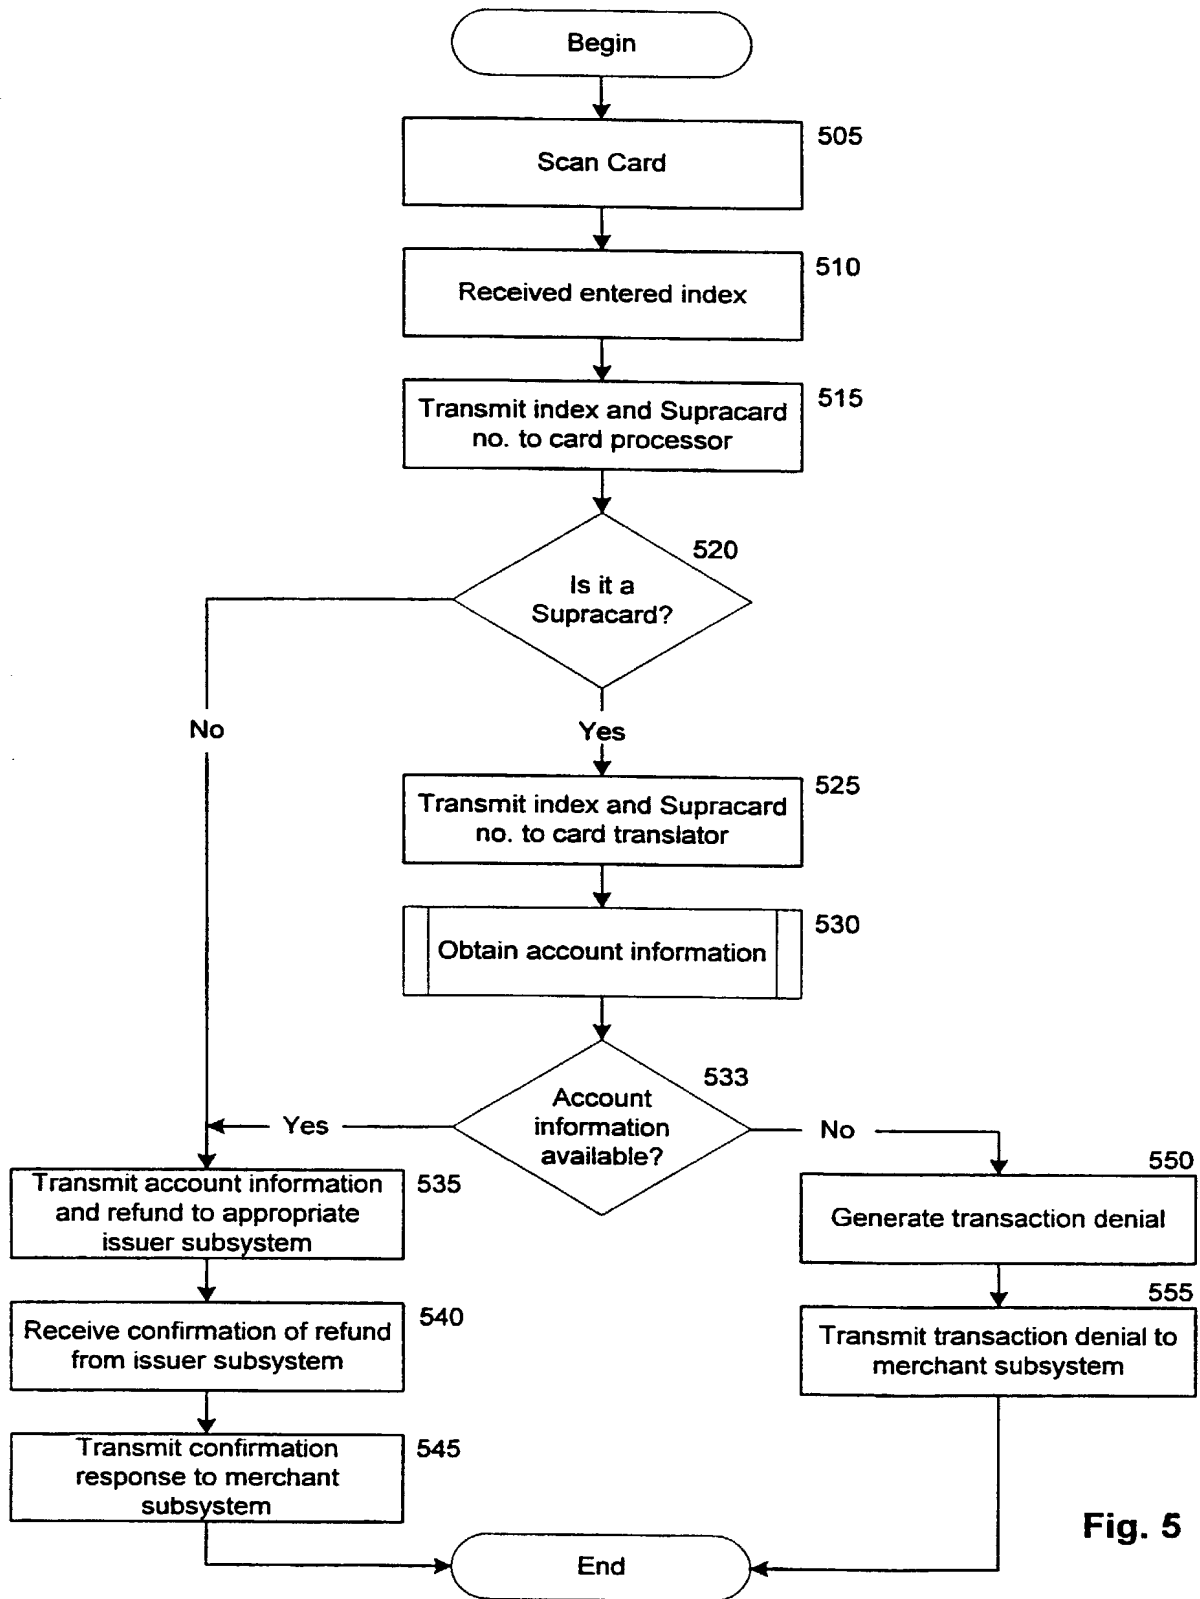 Begin
505
Scan Card
510
Received entered index
515
Transmit index and Supracard
no. to card processor
520
Is it a
Supracard?
No
Yes
525
Transmit index and Supracard
no. to card translator
530
Obtain account information
533
Account
information
available?
Yes
No
Transmit account information
and refund to appropriate
issuer subsystem
535
550
Generate transaction denial
540
Receive confirmation of refund
from issuer subsystem
555
Transmit transaction denial to
merchant subsystem
545
Transmit confirmation
response to merchant
subsystem
End
Fig. 5